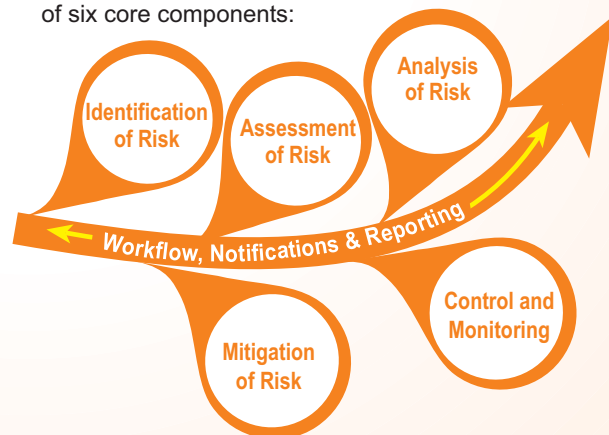 of six core components:
Identification
of Risk
Assessment
of Risk
Analysis
of Risk
Workflow, Notifications & Reporting
Mitigation
of Risk
Control and
Monitoring